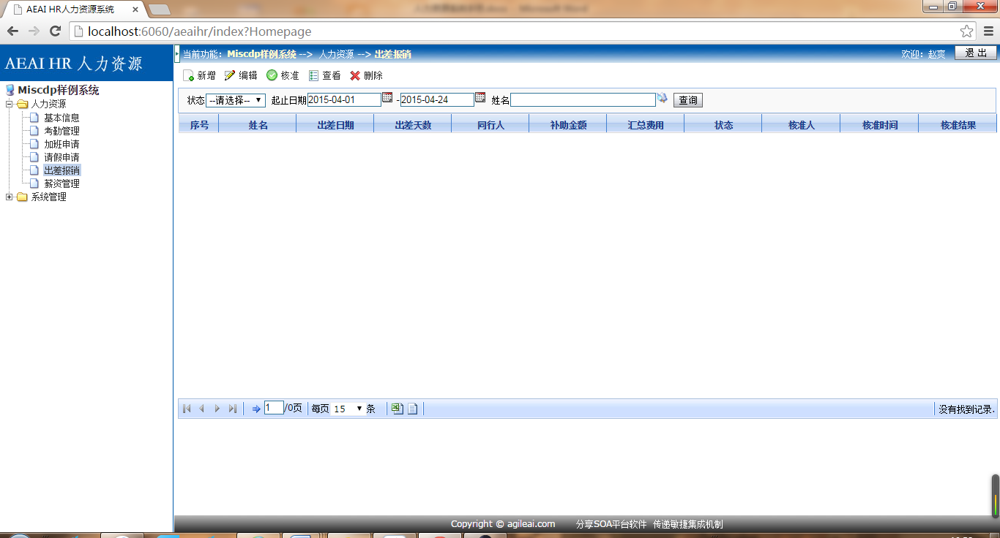 AEAI HR人力资源系统
localhost:6060/aeaihr/index?Homepage
AEAI HR 人力资源
当前功能: Miscdp样例系统 --> 人力资源 --> 出差报销 欢迎: 赵爽 退 出
新增 编辑 核准 查看 删除
Miscdp样例系统
人力资源
基本信息
考勤管理
加班申请
请假申请
出差报销
薪资管理
系统管理
状态 --请选择-- 起止日期 2015-04-01 - 2015-04-24 姓名 查询
序号 姓名 出差日期 出差天数 同行人 补助金额 汇总费用 状态 核准人 核准时间 核准结果
1 /0页 每页 15 条 没有找到记录.
Copyright © agileai.com 分享SOA平台软件 传递敏捷集成机制